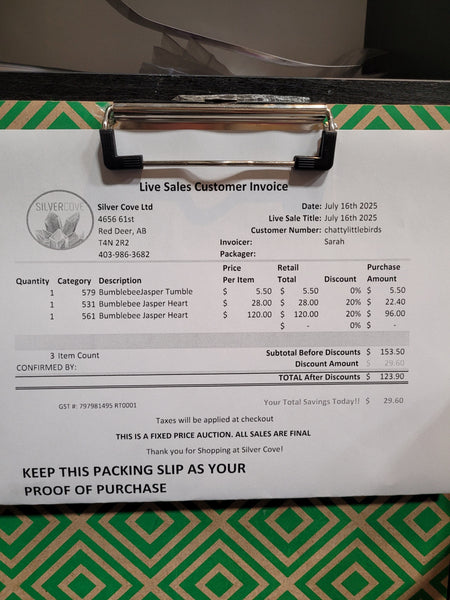 Live Sales Customer Invoice
SILVERCOVE
Silver Cove Ltd
4656 61st
Red Deer, AB
T4N 2R2
403-986-3682
Date: July 16th 2025
Live Sale Title: July 16th 2025
Customer Number: chattylittlebirds
Invoicer: Sarah
Packager:
Quantity Category Description Price Per Item Retail Total Discount Purchase Amount
1 579 BumblebeeJasper Tumble $ 5.50 $ 5.50 0% $ 5.50
1 531 Bumblebee Jasper Heart $ 28.00 $ 28.00 20% $ 22.40
1 561 Bumblebee Jasper Heart $ 120.00 $ 120.00 20% $ 96.00
$ - 0% $ -
3 Item Count Subtotal Before Discounts $ 153.50
CONFIRMED BY: Discount Amount $ 29.60
TOTAL After Discounts $ 123.90
GST #: 797981495 RT0001 Your Total Savings Today!! $ 29.60
Taxes will be applied at checkout
THIS IS A FIXED PRICE AUCTION. ALL SALES ARE FINAL
Thank you for Shopping at Silver Cove!
KEEP THIS PACKING SLIP AS YOUR
PROOF OF PURCHASE